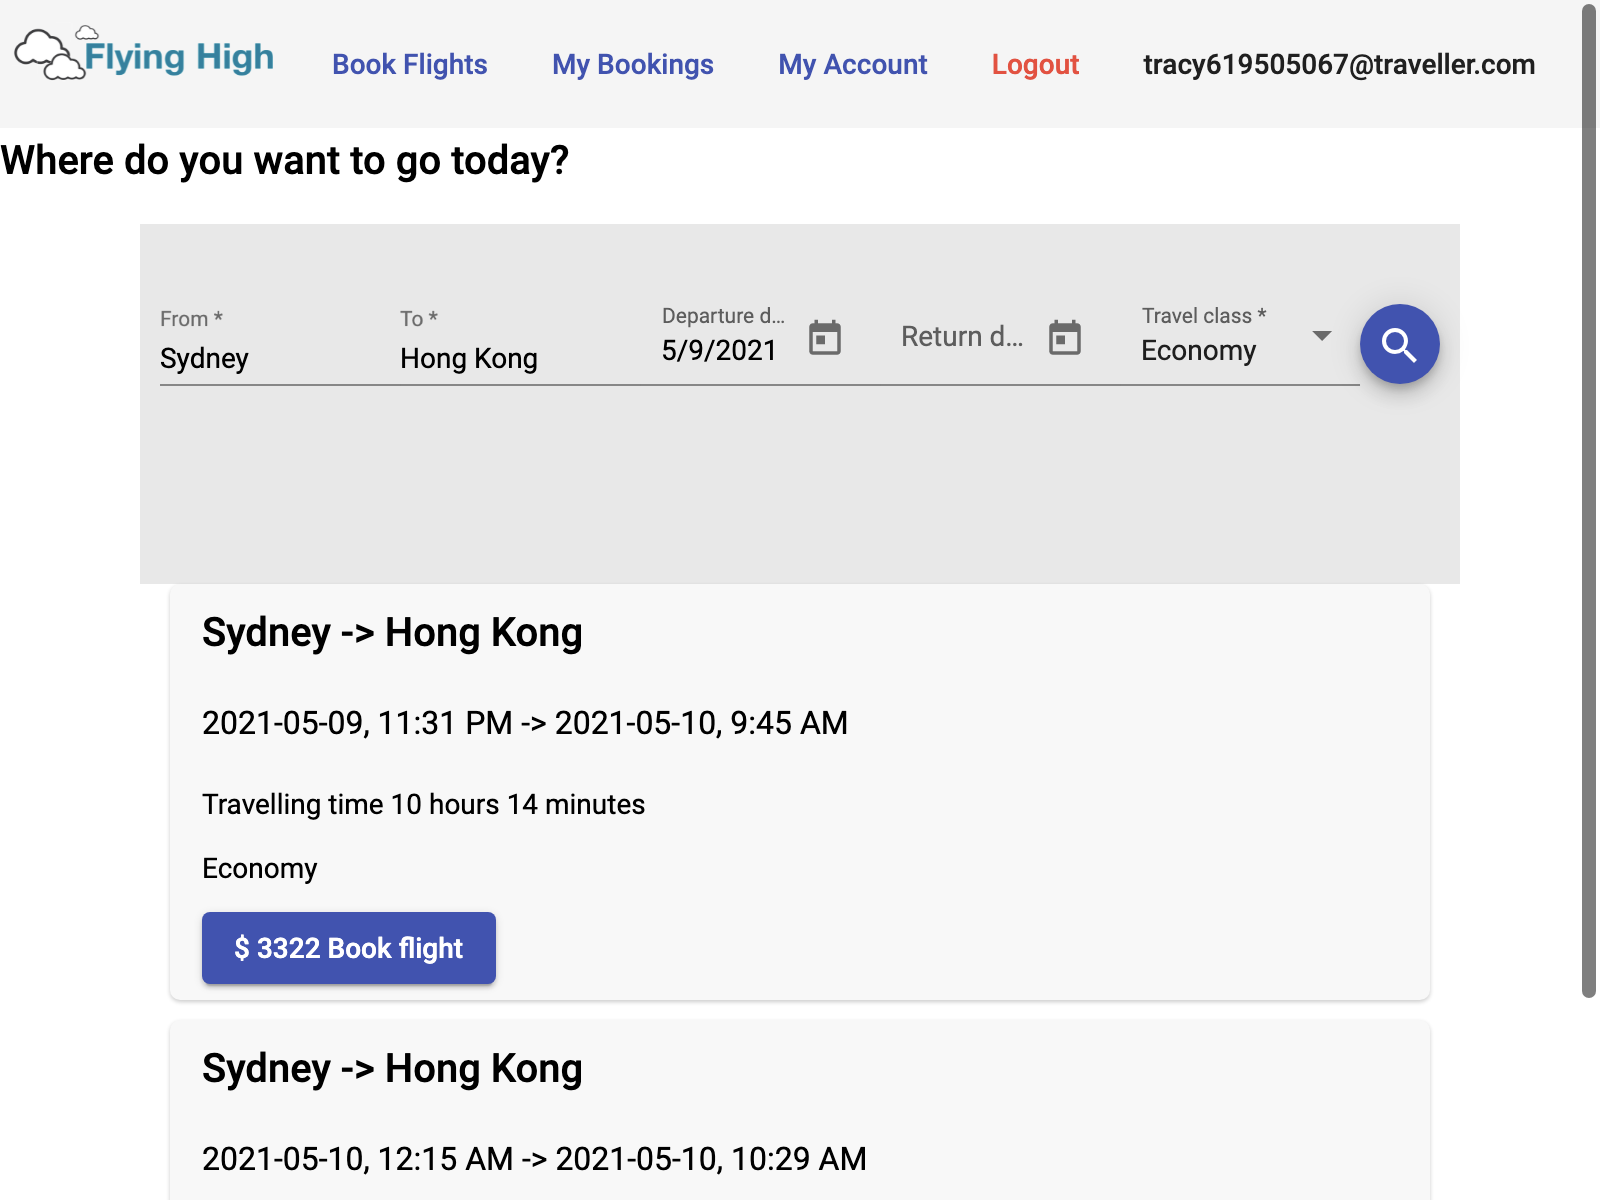 Flying High
Book Flights
My Bookings
My Account
Logout
tracy619505067@traveller.com
Where do you want to go today?
From *
Sydney
To *
Hong Kong
Departure d...
5/9/2021
Return d...
Travel class *
Economy
Sydney -> Hong Kong
2021-05-09, 11:31 PM -> 2021-05-10, 9:45 AM
Travelling time 10 hours 14 minutes
Economy
$ 3322 Book flight
Sydney -> Hong Kong
2021-05-10, 12:15 AM -> 2021-05-10, 10:29 AM